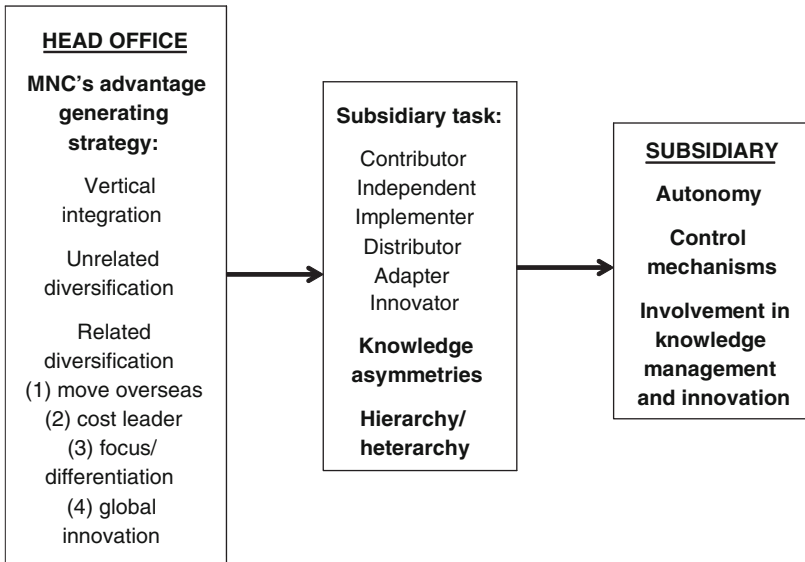 HEAD OFFICE
MNC's advantage
generating
strategy:
Vertical
integration
Unrelated
diversification
Related
diversification
(1) move overseas
(2) cost leader
(3) focus/
differentiation
(4) global
innovation
Subsidiary task:
Contributor
Independent
Implementer
Distributor
Adapter
Innovator
Knowledge
asymmetries
Hierarchy/
heterarchy
SUBSIDIARY
Autonomy
Control
mechanisms
Involvement in
knowledge
management
and innovation